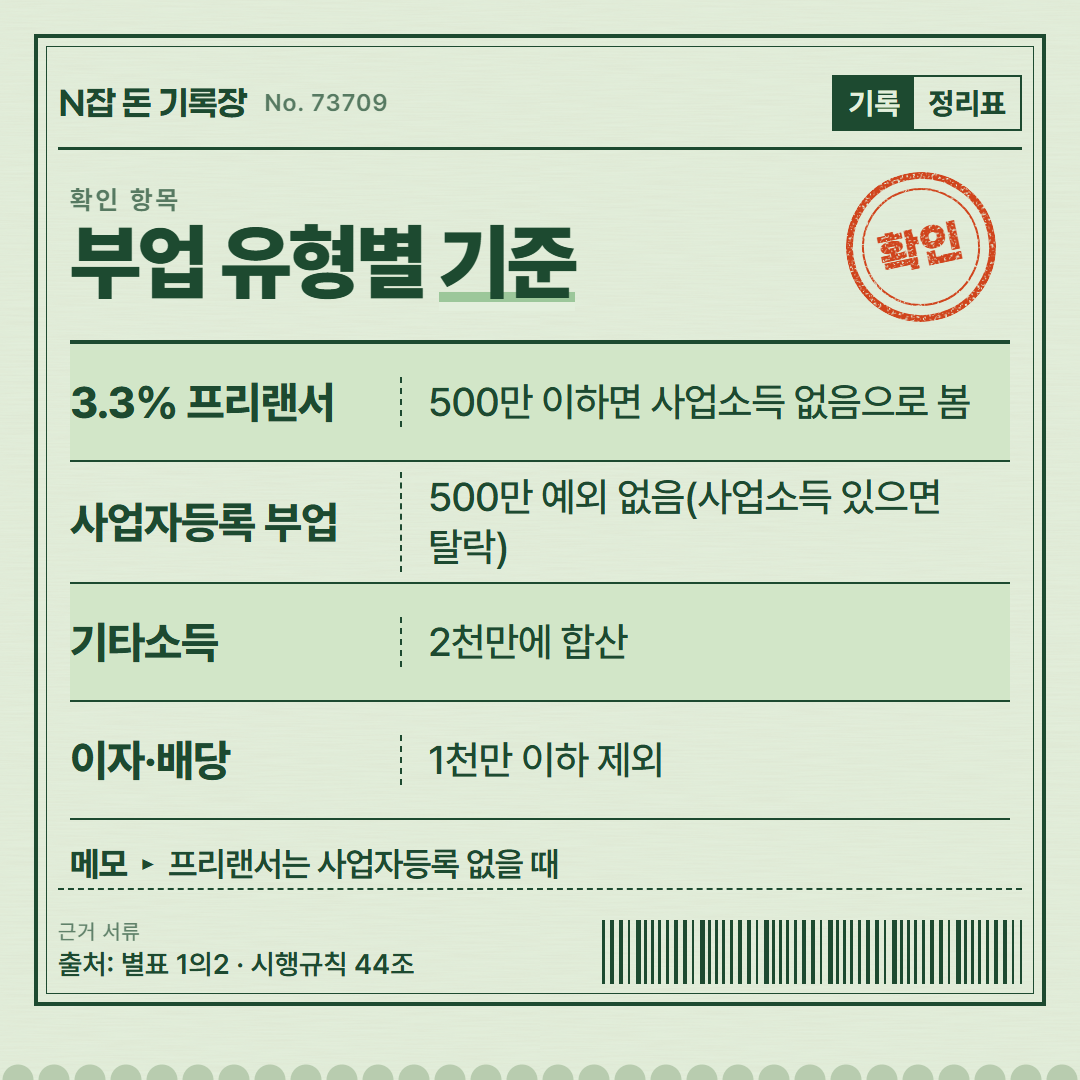 N잡 돈 기록장 No. 73709
기록 정리표
확인 항목
부업 유형별 기준
확인
3.3% 프리랜서 500만 이하면 사업소득 없음으로 봄
사업자등록 부업 500만 예외 없음(사업소득 있으면
탈락)
기타소득 2천만에 합산
이자·배당 1천만 이하 제외
메모 ▸ 프리랜서는 사업자등록 없을 때
근거 서류
출처: 별표 1의2 · 시행규칙 44조